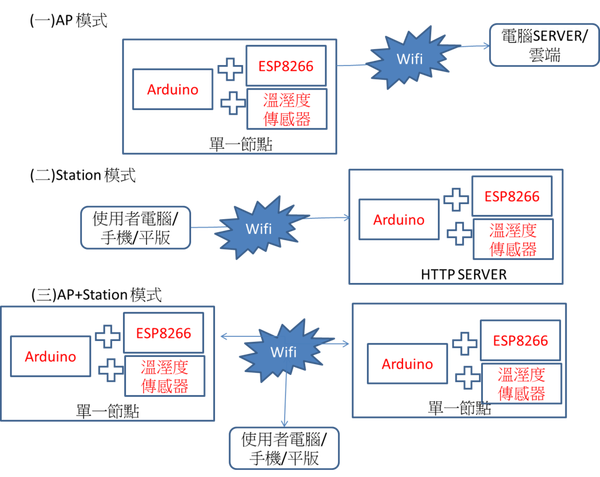 (一)AP 模式
電腦SERVER/
雲端
Arduino
ESP8266
溫溼度
傳感器
單一節點
Wifi
(二)Station 模式
使用者電腦/
手機/平版
Wifi
Arduino
ESP8266
溫溼度
傳感器
HTTP SERVER
(三)AP+Station 模式
Arduino
ESP8266
溫溼度
傳感器
單一節點
Wifi
Arduino
ESP8266
溫溼度
傳感器
單一節點
使用者電腦/
手機/平版